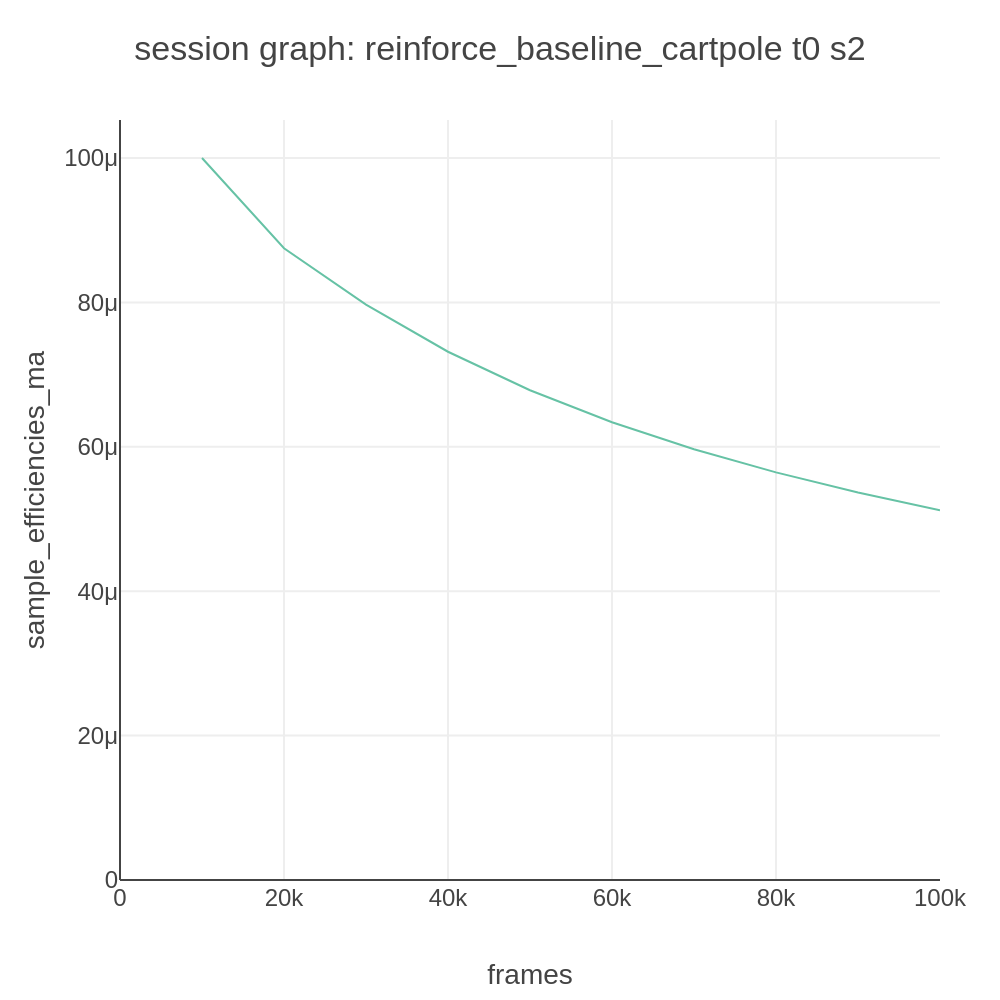 session graph: reinforce_baseline_cartpole t0 s2
100μ
80μ
60μ
40μ
20μ
0
sample_efficiencies_ma
0 20k 40k 60k 80k 100k
frames